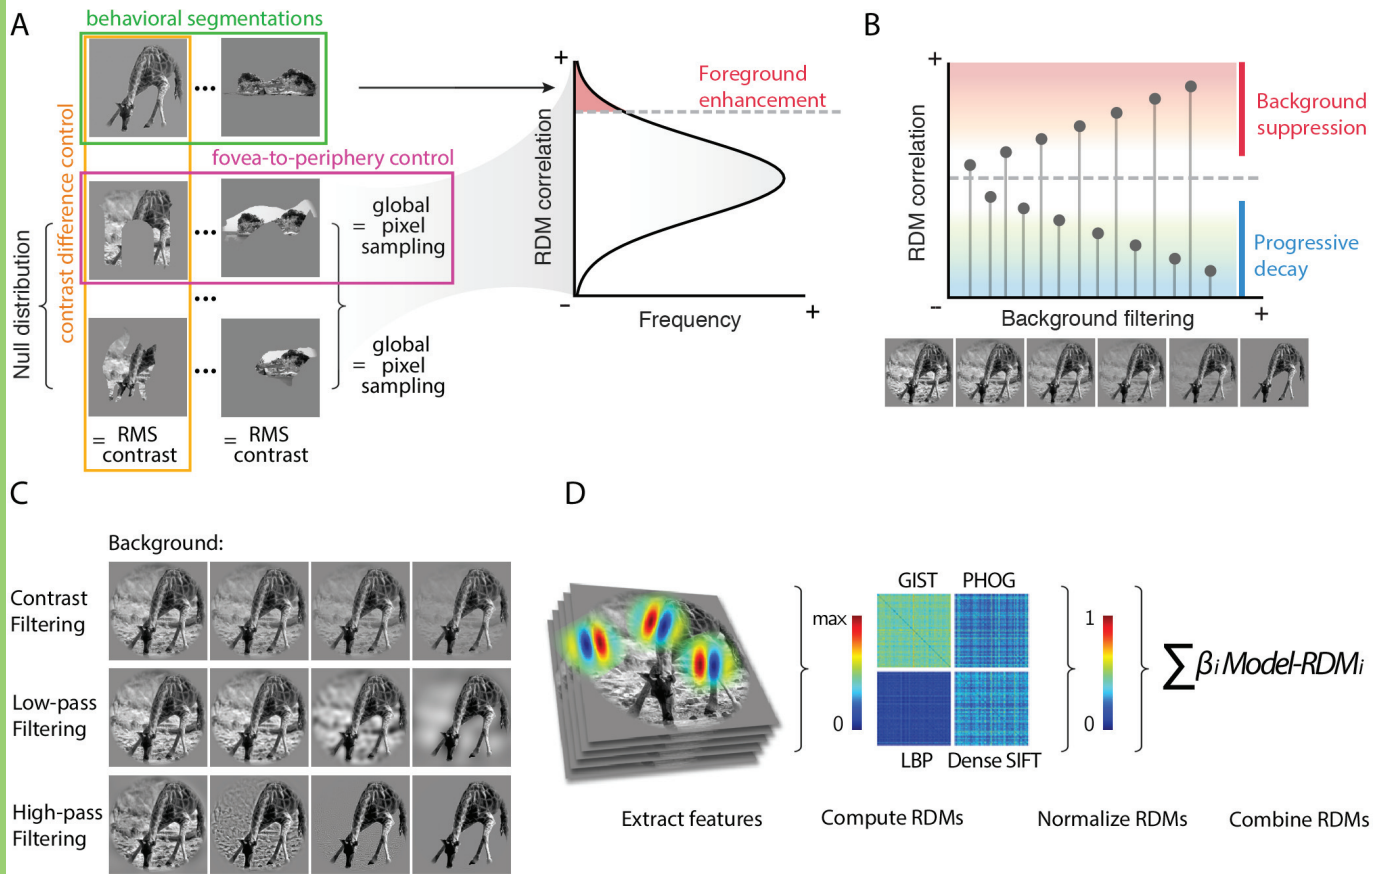 A
behavioral segmentations
contrast difference control
fovea-to-periphery control
Null distribution
= global
pixel
sampling
= global
pixel
sampling
= RMS
contrast
= RMS
contrast
+
RDM correlation
-
Foreground
enhancement
Frequency
+
B
+
RDM correlation
-
Background
suppression
Progressive
decay
Background filtering
+
C
Background:
Contrast
Filtering
Low-pass
Filtering
High-pass
Filtering
D
max
0
GIST PHOG
LBP Dense SIFT
1
0
∑ βi Model-RDMi
Extract features
Compute RDMs
Normalize RDMs
Combine RDMs